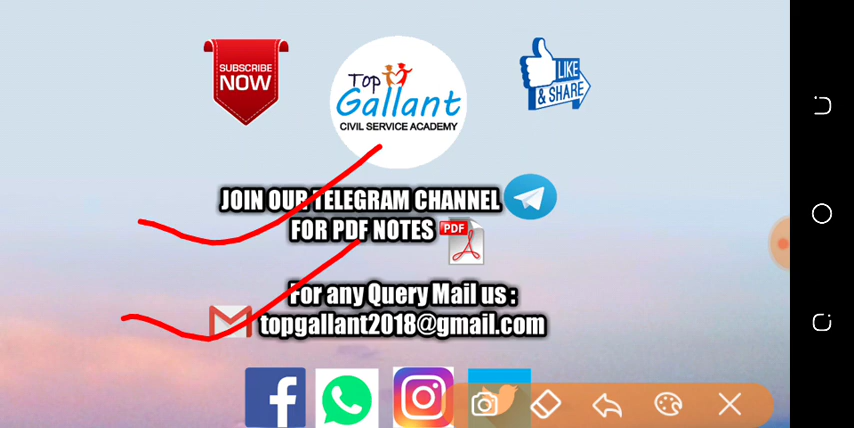 SUBSCRIBE
NOW
TOP
Gallant
CIVIL SERVICE ACADEMY
LIKE
& SHARE
JOIN OUR TELEGRAM CHANNEL
FOR PDF NOTES
PDF
For any Query Mail us :
topgallant2018@gmail.com